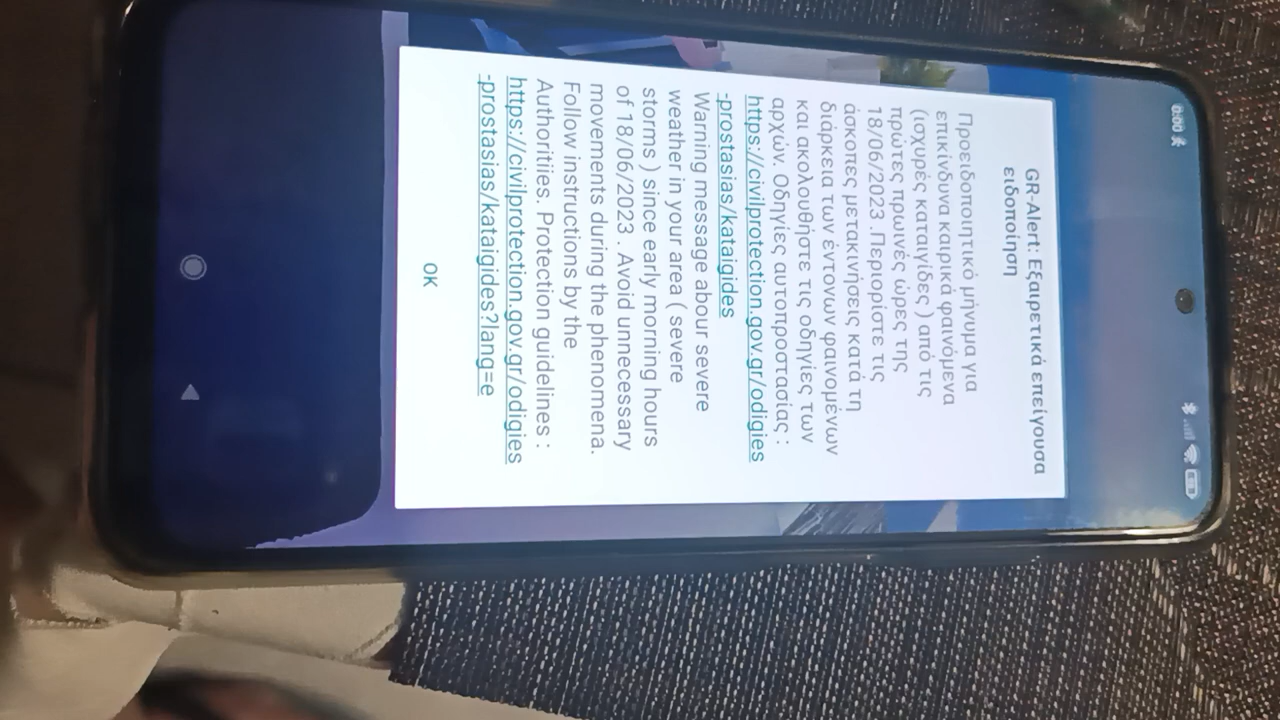 0:00
GR-Alert: Εξαιρετικά επείγουσα
ειδοποίηση
Προειδοποιητικό μήνυμα για
επικίνδυνα καιρικά φαινόμενα
(ισχυρές καταιγίδες ) από τις
πρώτες πρωινές ώρες της
18/06/2023 .Περιορίστε τις
άσκοπες μετακινήσεις κατά τη
διάρκεια των έντονων φαινομένων
και ακολουθήστε τις οδηγίες των
αρχών. Οδηγίες αυτοπροστασίας :
https://civilprotection.gov.gr/odigies
-prostasias/kataigides
Warning message abour severe
weather in your area ( severe
storms ) since early morning hours
of 18/06/2023 . Avoid unnecessary
movements during the phenomena.
Follow instructions by the
Authoritiies. Protection guidelines :
https://civilprotection.gov.gr/odigies
-prostasias/kataigides?lang=e
OK